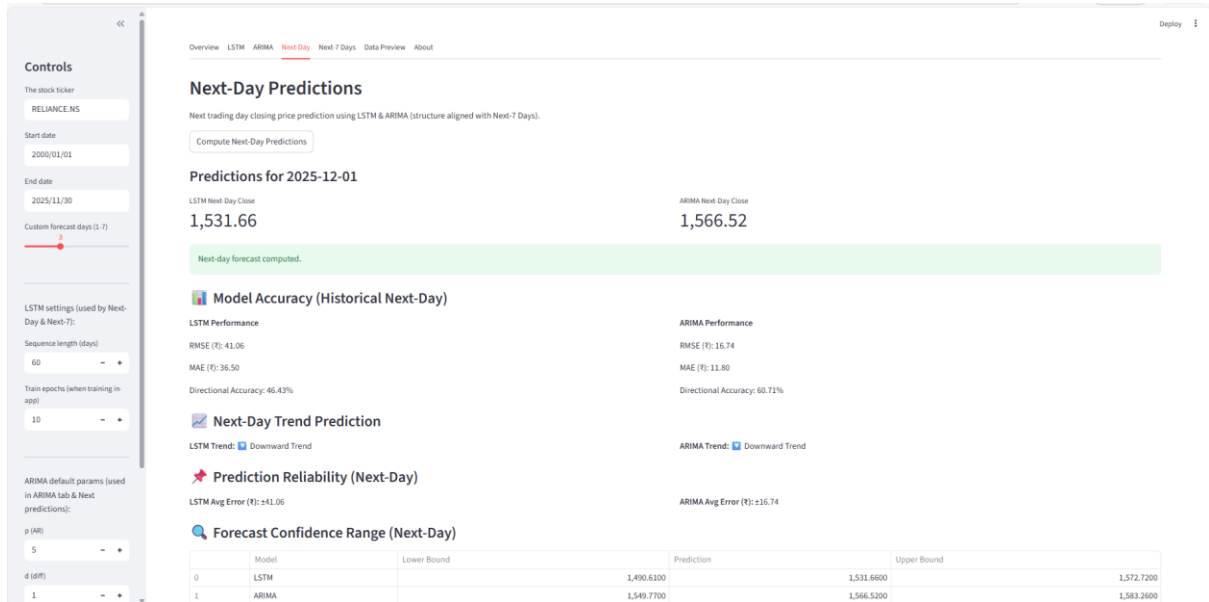 Deploy
Controls
The stock ticker
RELIANCE.NS
Start date
2000/01/01
End date
2025/11/30
Custom forecast days (1-7)
3
LSTM settings (used by Next-
Day & Next-7):
Sequence length (days)
60 - +
Train epochs (when training in-
app)
10 - +
ARIMA default params (used
in ARIMA tab & Next
predictions):
p (AR)
5 - +
d (diff)
1 - +
Overview LSTM ARIMA Next-Day Next-7 Days Data Preview About
Next-Day Predictions
Next trading day closing price prediction using LSTM & ARIMA (structure aligned with Next-7 Days).
Compute Next-Day Predictions
Predictions for 2025-12-01
LSTM Next-Day Close ARIMA Next-Day Close
1,531.66 1,566.52
Next-day forecast computed.
Model Accuracy (Historical Next-Day)
LSTM Performance ARIMA Performance
RMSE (₹): 41.06 RMSE (₹): 16.74
MAE (₹): 36.50 MAE (₹): 11.80
Directional Accuracy: 46.43% Directional Accuracy: 60.71%
Next-Day Trend Prediction
LSTM Trend: Downward Trend ARIMA Trend: Downward Trend
Prediction Reliability (Next-Day)
LSTM Avg Error (₹): ±41.06 ARIMA Avg Error (₹): ±16.74
Forecast Confidence Range (Next-Day)
Model Lower Bound Prediction Upper Bound
0 LSTM 1,490.6100 1,531.6600 1,572.7200
1 ARIMA 1,549.7700 1,566.5200 1,583.2600